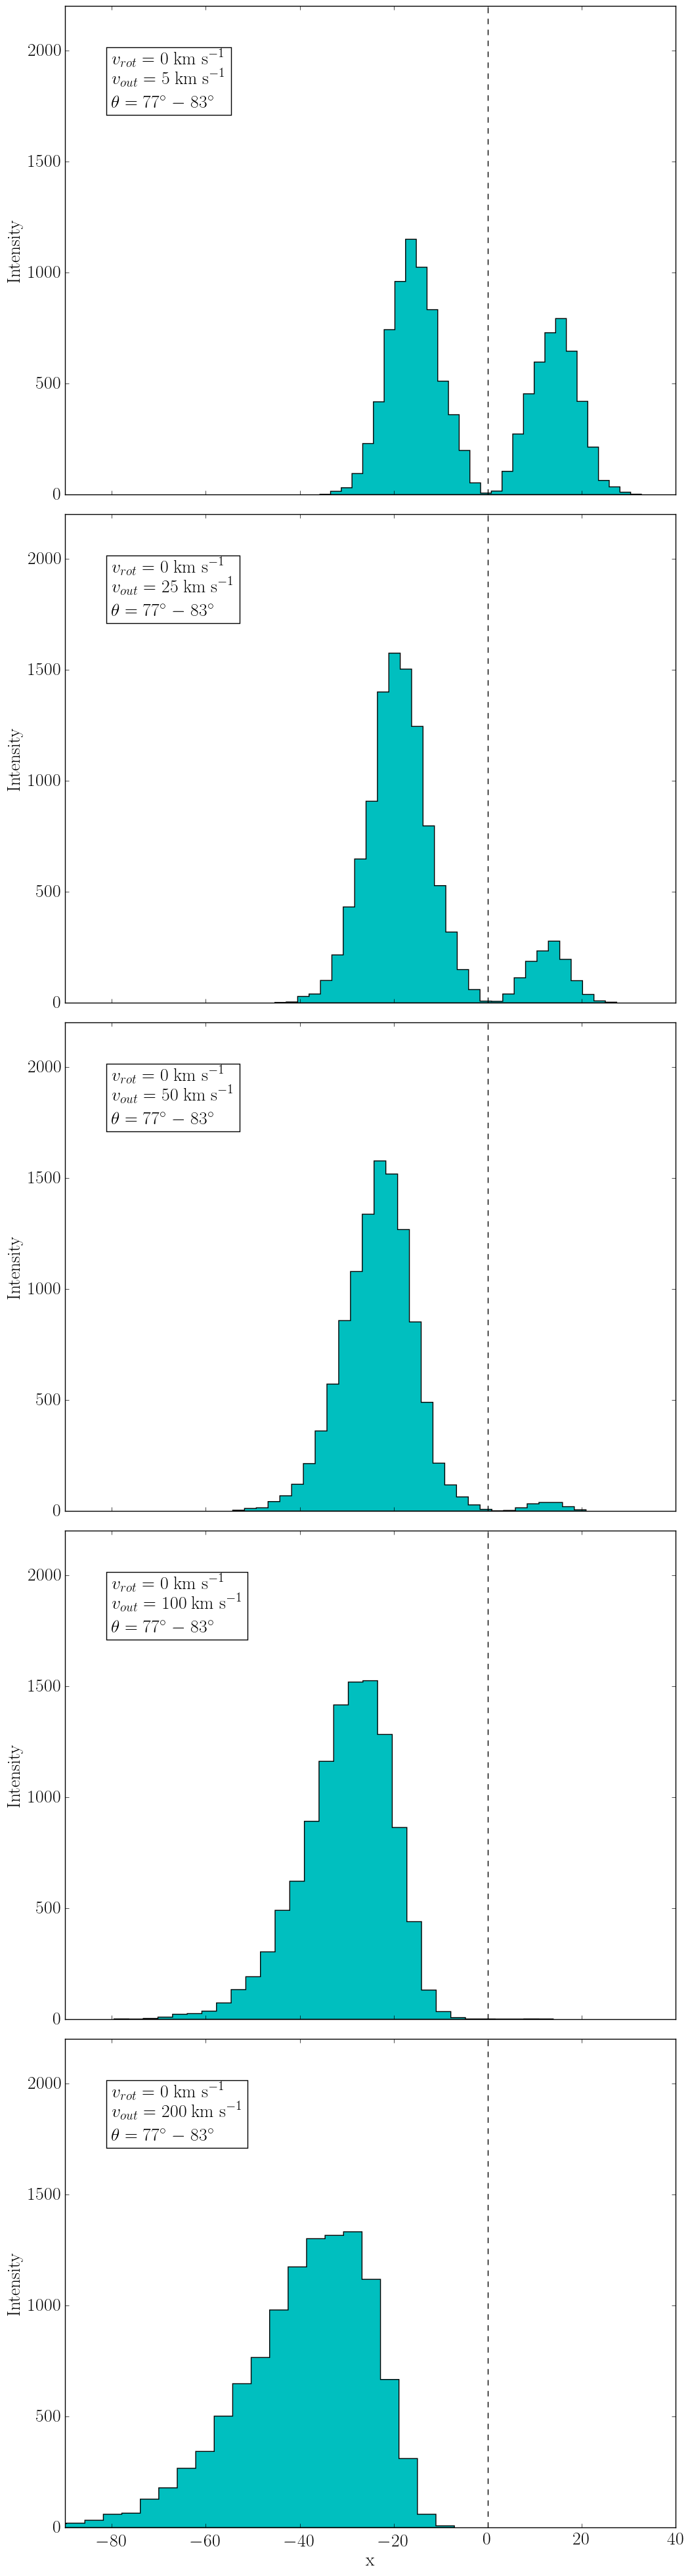 2000
1500
1000
500
0
Intensity
v_rot = 0 km s^−1
v_out = 5 km s^−1
θ = 77° − 83°
2000
1500
1000
500
0
Intensity
v_rot = 0 km s^−1
v_out = 25 km s^−1
θ = 77° − 83°
2000
1500
1000
500
0
Intensity
v_rot = 0 km s^−1
v_out = 50 km s^−1
θ = 77° − 83°
2000
1500
1000
500
0
Intensity
v_rot = 0 km s^−1
v_out = 100 km s^−1
θ = 77° − 83°
2000
1500
1000
500
0
Intensity
v_rot = 0 km s^−1
v_out = 200 km s^−1
θ = 77° − 83°
−80 −60 −40 −20 0 20 40
x